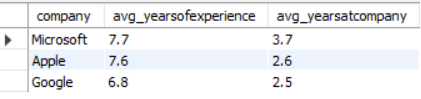 company avg_yearsofexperience avg_yearsatcompany
Microsoft 7.7 3.7
Apple 7.6 2.6
Google 6.8 2.5